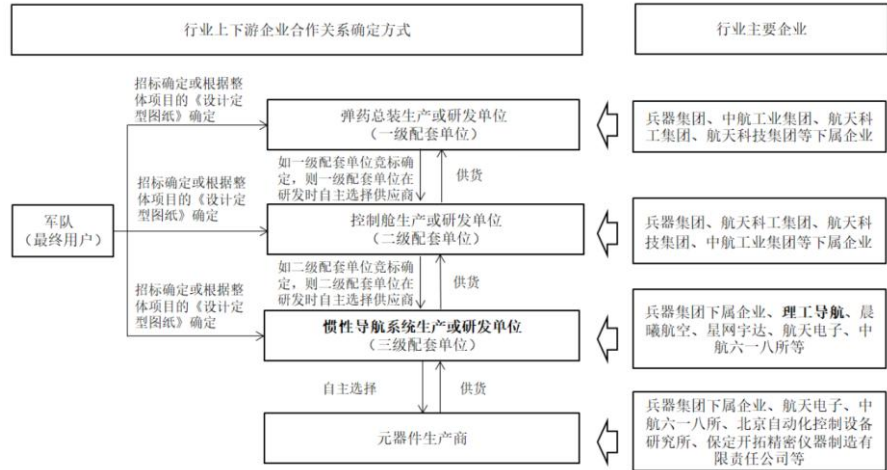 行业上下游企业合作关系确定方式
行业主要企业
招标确定或根据整
体项目的《设计定
型图纸》确定
弹药总装生产或研发单位
（一级配套单位）
兵器集团、中航工业集团、航天科
工集团、航天科技集团等下属企业
如一级配套单位竞标确
定，则一级配套单位在
研发时自主选择供应商
供货
招标确定或根据整
体项目的《设计定
型图纸》确定
军队
（最终用户）
控制舱生产或研发单位
（二级配套单位）
兵器集团、航天科工集团、航天科
技集团、中航工业集团等下属企业
如二级配套单位竞标确
定，则二级配套单位在
研发时自主选择供应商
供货
招标确定或根据整
体项目的《设计定
型图纸》确定
惯性导航系统生产或研发单位
（三级配套单位）
兵器集团下属企业、理工导航、晨
曦航空、星网宇达、航天电子、中
航六一八所等
自主选择
供货
元器件生产商
兵器集团下属企业、航天电子、中
航六一八所、北京自动化控制设备
研究所、保定开拓精密仪器制造有
限责任公司等